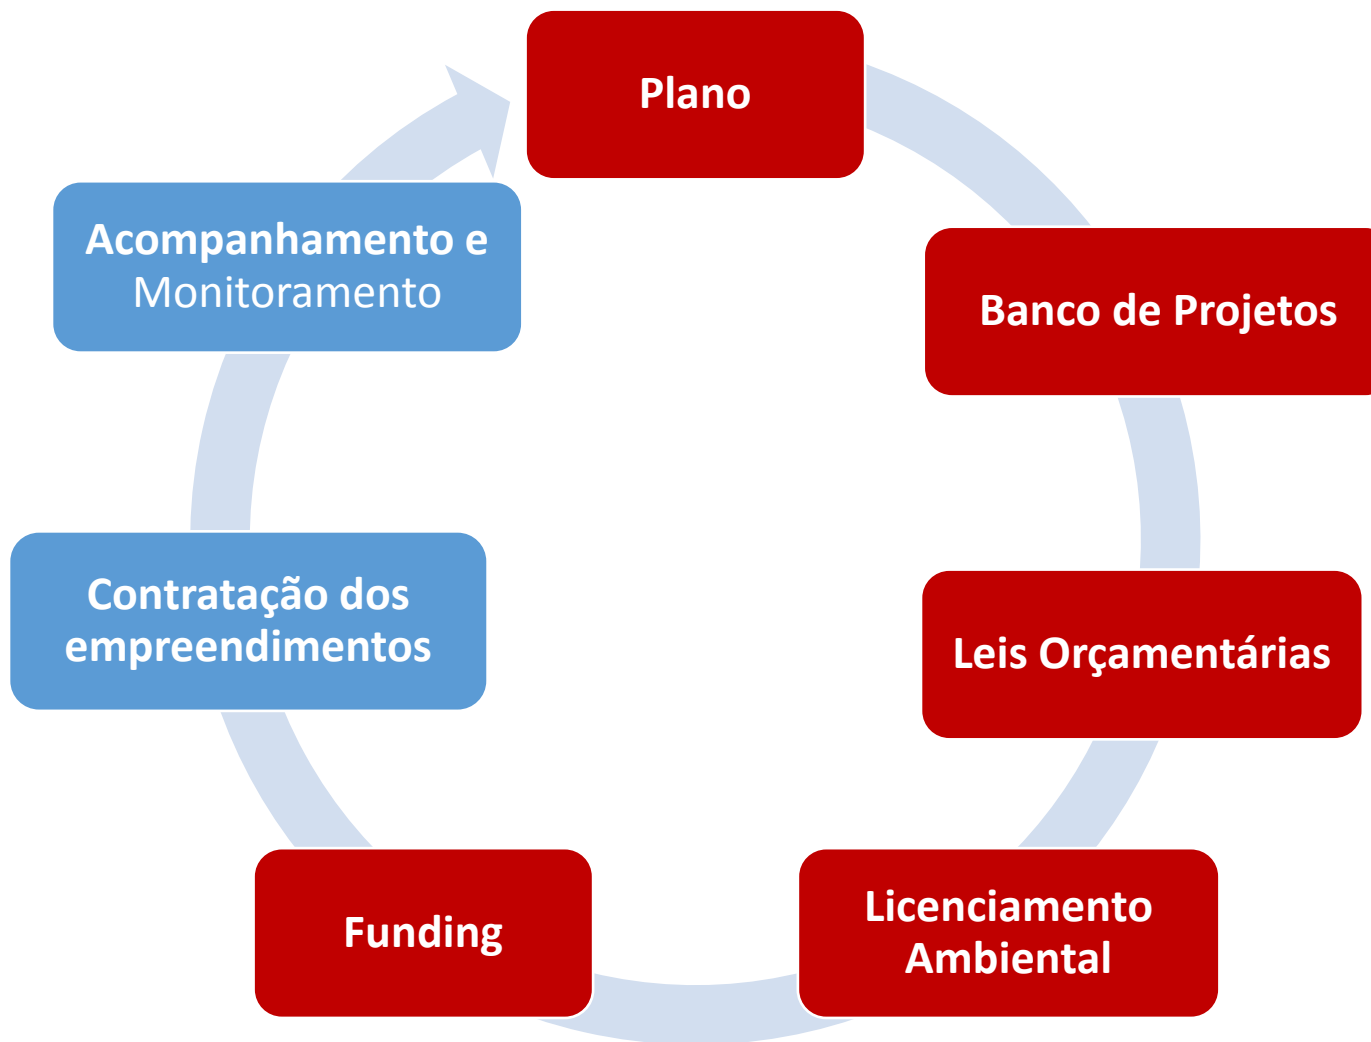 Plano
Banco de Projetos
Leis Orçamentárias
Licenciamento
Ambiental
Funding
Contratação dos
empreendimentos
Acompanhamento e
Monitoramento